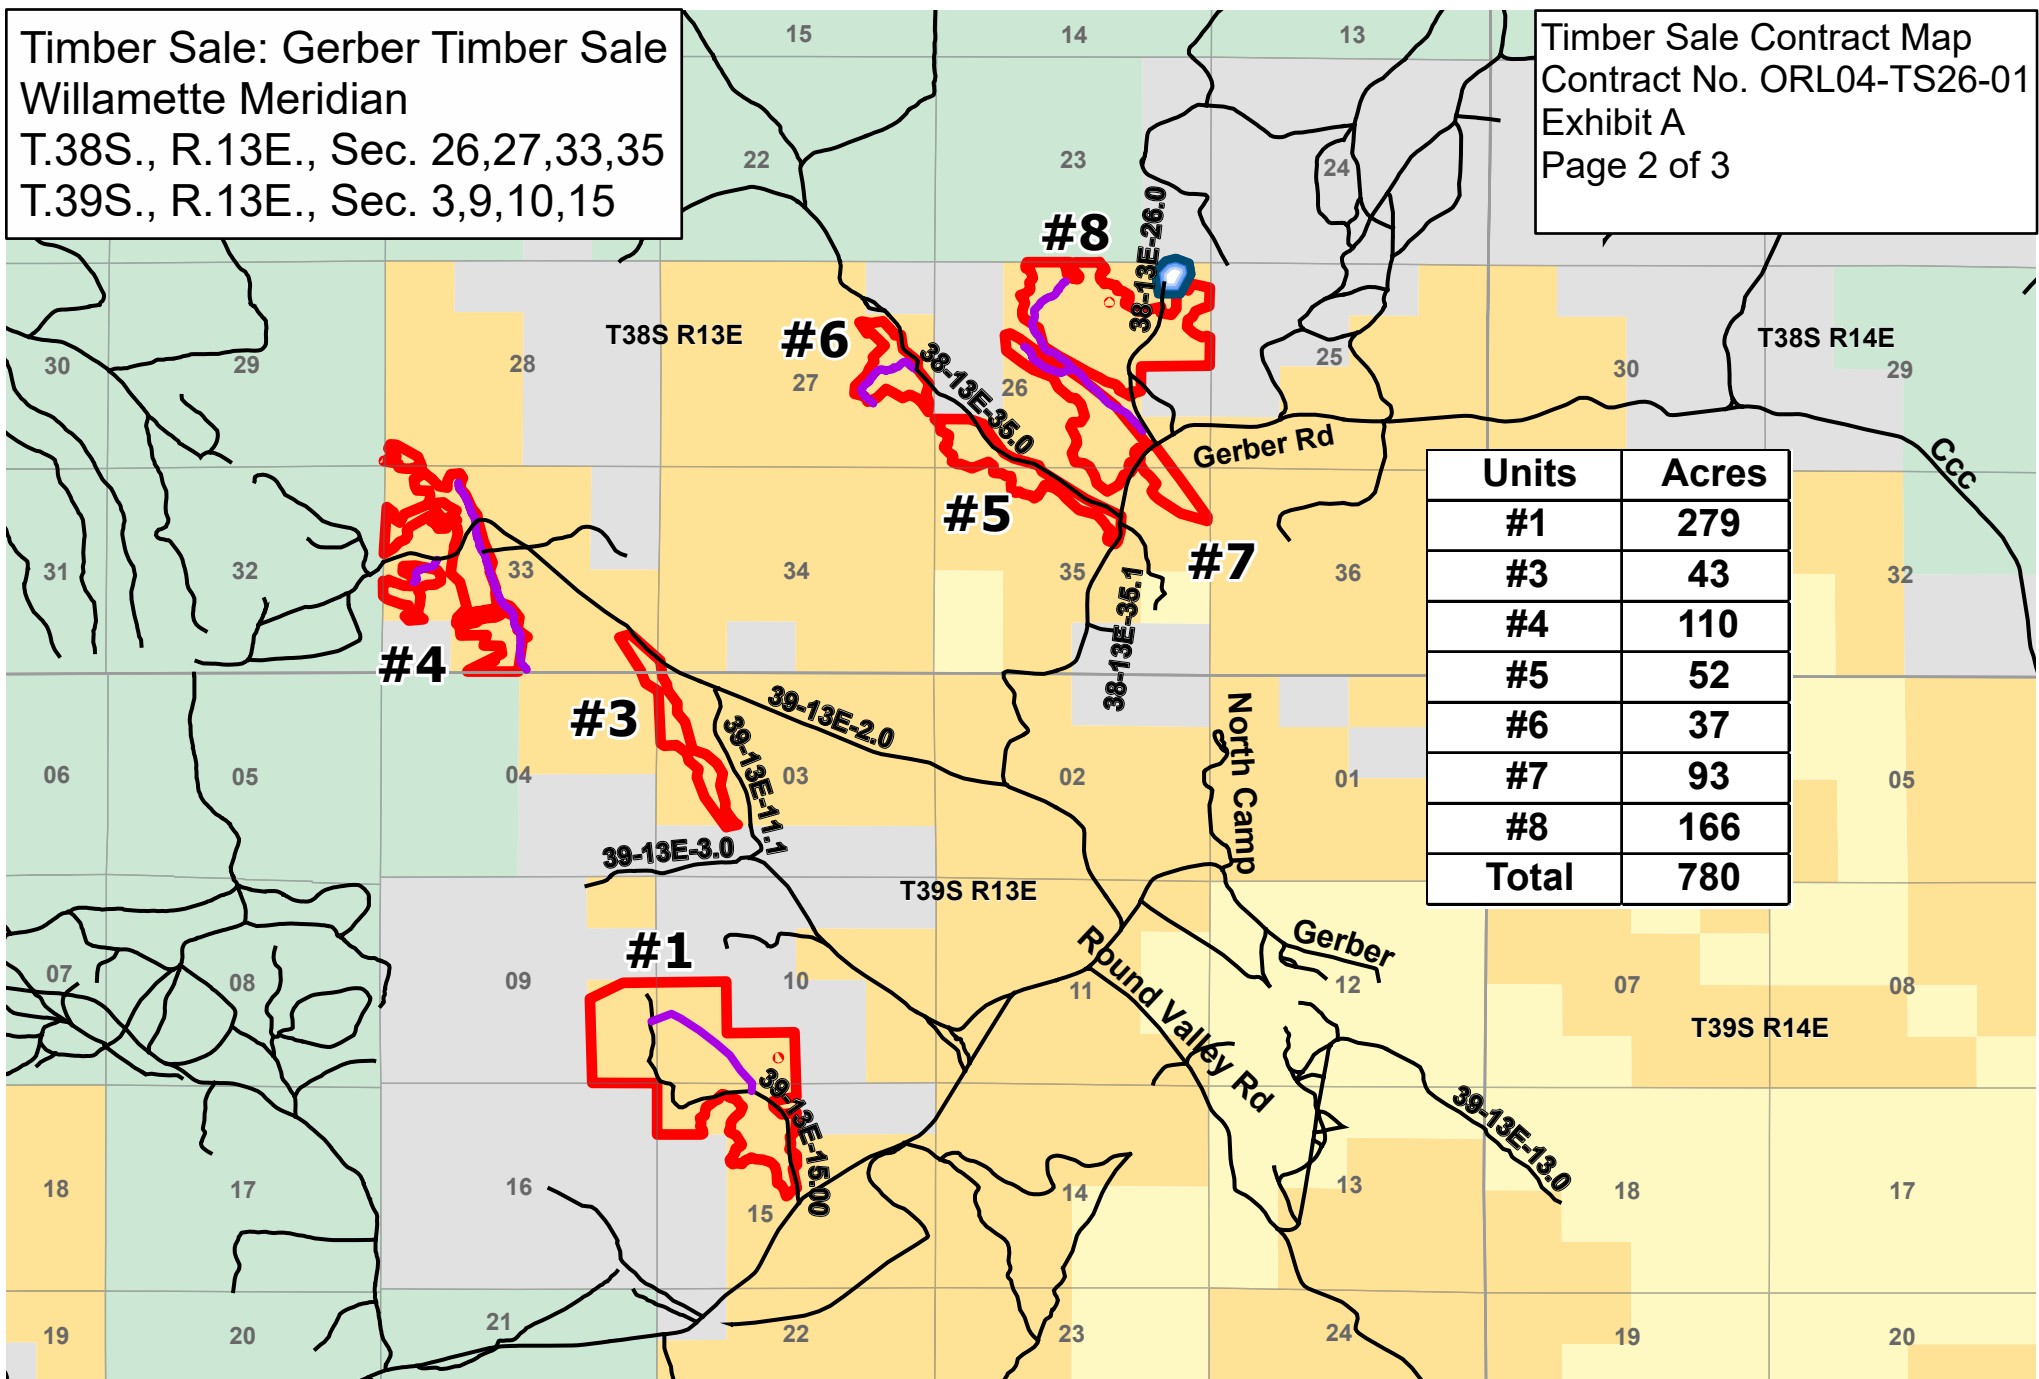 Timber Sale: Gerber Timber Sale
Willamette Meridian
T.38S., R.13E., Sec. 26,27,33,35
T.39S., R.13E., Sec. 3,9,10,15
Timber Sale Contract Map
Contract No. ORL04-TS26-01
Exhibit A
Page 2 of 3
15
14
13
22
23
24
#8
38-13E-26.0
T38S R13E
#6
T38S R14E
30
29
28
27
38-13E-35.0
26
25
30
29
Gerber Rd
Ccc
#5
#7
31
32
33
34
35
36
32
38-13E-35.1
#4
#3
39-13E-2.0
39-13E-11.1
North Camp
06
05
04
03
02
01
05
39-13E-3.0
T39S R13E
Units Acres
#1 279
#3 43
#4 110
#5 52
#6 37
#7 93
#8 166
Total 780
#1
Gerber
Round Valley Rd
07
08
09
10
11
12
07
08
T39S R14E
39-13E-15.00
39-13E-13.0
18
17
16
15
14
13
18
17
19
20
21
22
23
24
19
20